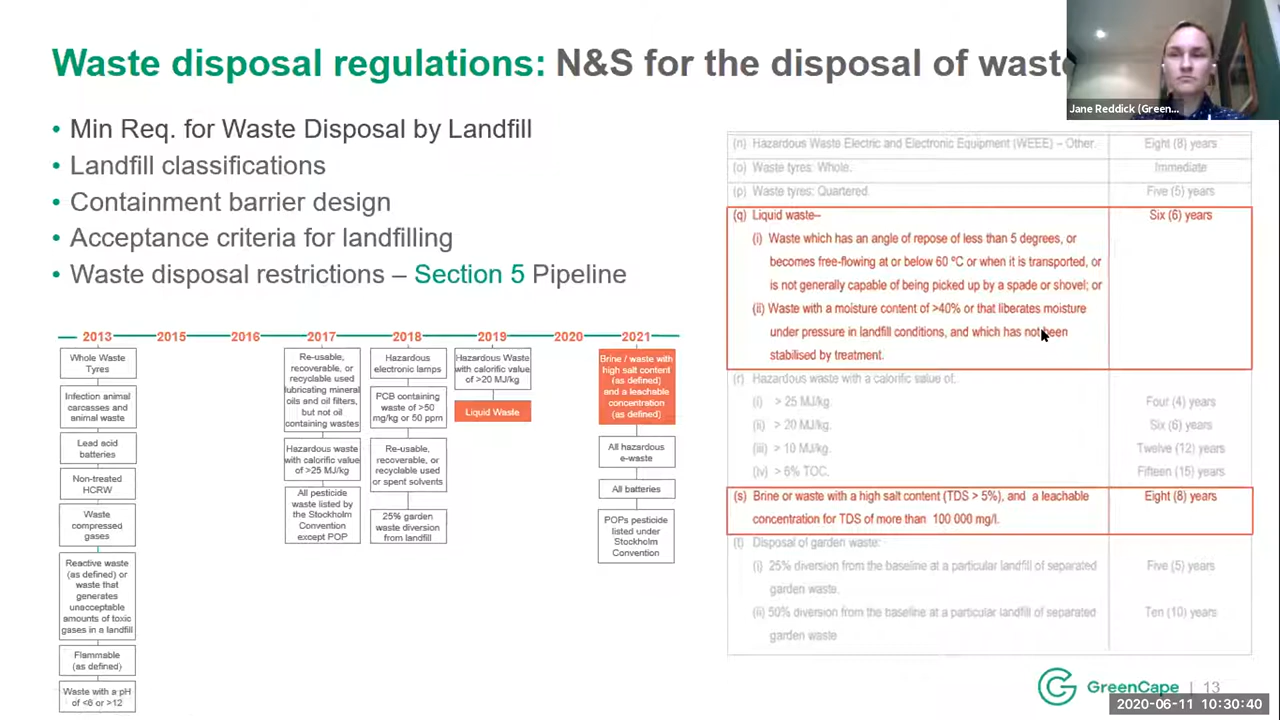 Waste disposal regulations: N&S for the disposal of wast
Jane Reddick (Green...
• Min Req. for Waste Disposal by Landfill
• Landfill classifications
• Containment barrier design
• Acceptance criteria for landfilling
• Waste disposal restrictions – Section 5 Pipeline
2013 2015 2016 2017 2018 2019 2020 2021
Whole Waste
Tyres
Infection animal
carcasses and
animal waste
Lead acid
batteries
Non-treated
HCRW
Waste
compressed
gases
Reactive waste
(as defined) or
waste that
generates
unacceptable
amounts of toxic
gases in a landfill
Flammable
(as defined)
Waste with a pH
of <6 or >12
Re-usable,
recoverable, or
recyclable used
lubricating mineral
oils and oil filters,
but not oil
containing wastes
Hazardous waste
with calorific value
of >25 MJ/kg
All pesticide
waste listed by
the Stockholm
Convention
except POP
Hazardous
electronic lamps
PCB containing
waste of >50
mg/kg or 50 ppm
Re-usable,
recoverable, or
recyclable used
or spent solvents
25% garden
waste diversion
from landfill
Hazardous Waste
with calorific value
of >20 MJ/kg
Liquid Waste
Brine / waste with
high salt content
(as defined)
and a leachable
concentration
(as defined)
All hazardous
e-waste
All batteries
POPs pesticide
listed under
Stockholm
Convention
(n) Hazardous Waste Electric and Electronic Equipment (WEEE) – Other. Eight (8) years
(o) Waste tyres: Whole. Immediate
(p) Waste tyres: Quartered. Five (5) years
(q) Liquid waste– Six (6) years
(i) Waste which has an angle of repose of less than 5 degrees, or
becomes free-flowing at or below 60 ºC or when it is transported, or
is not generally capable of being picked up by a spade or shovel; or
(ii) Waste with a moisture content of >40% or that liberates moisture
under pressure in landfill conditions, and which has not been
stabilised by treatment.
(r) Hazardous waste with a calorific value of:
(i) > 25 MJ/kg. Four (4) years
(ii) > 20 MJ/kg. Six (6) years
(iii) > 10 MJ/kg. Twelve (12) years
(iv) > 6% TOC. Fifteen (15) years
(s) Brine or waste with a high salt content (TDS > 5%), and a leachable Eight (8) years
concentration for TDS of more than 100 000 mg/l.
(t) Disposal of garden waste:
(i) 25% diversion from the baseline at a particular landfill of separated Five (5) years
garden waste.
(ii) 50% diversion from the baseline at a particular landfill of separated Ten (10) years
garden waste
GreenCape | 13
2020-06-11 10:30:40